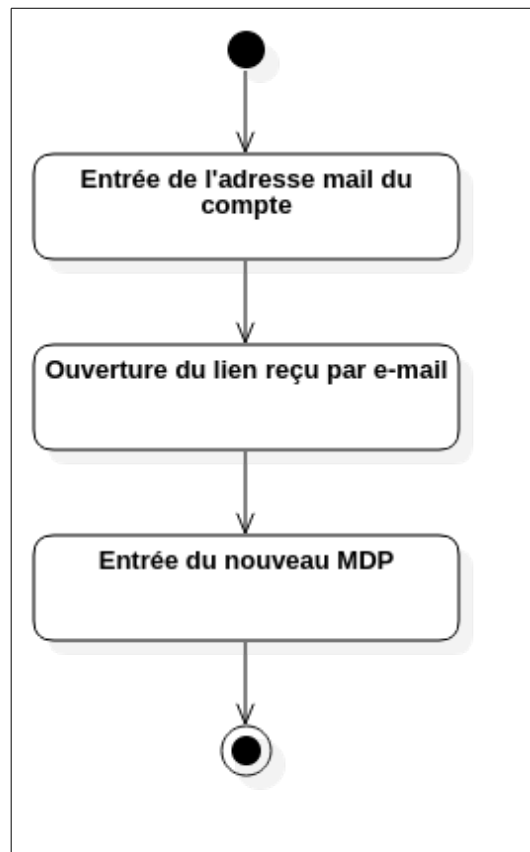 Entrée de l'adresse mail du
compte
Ouverture du lien reçu par e-mail
Entrée du nouveau MDP